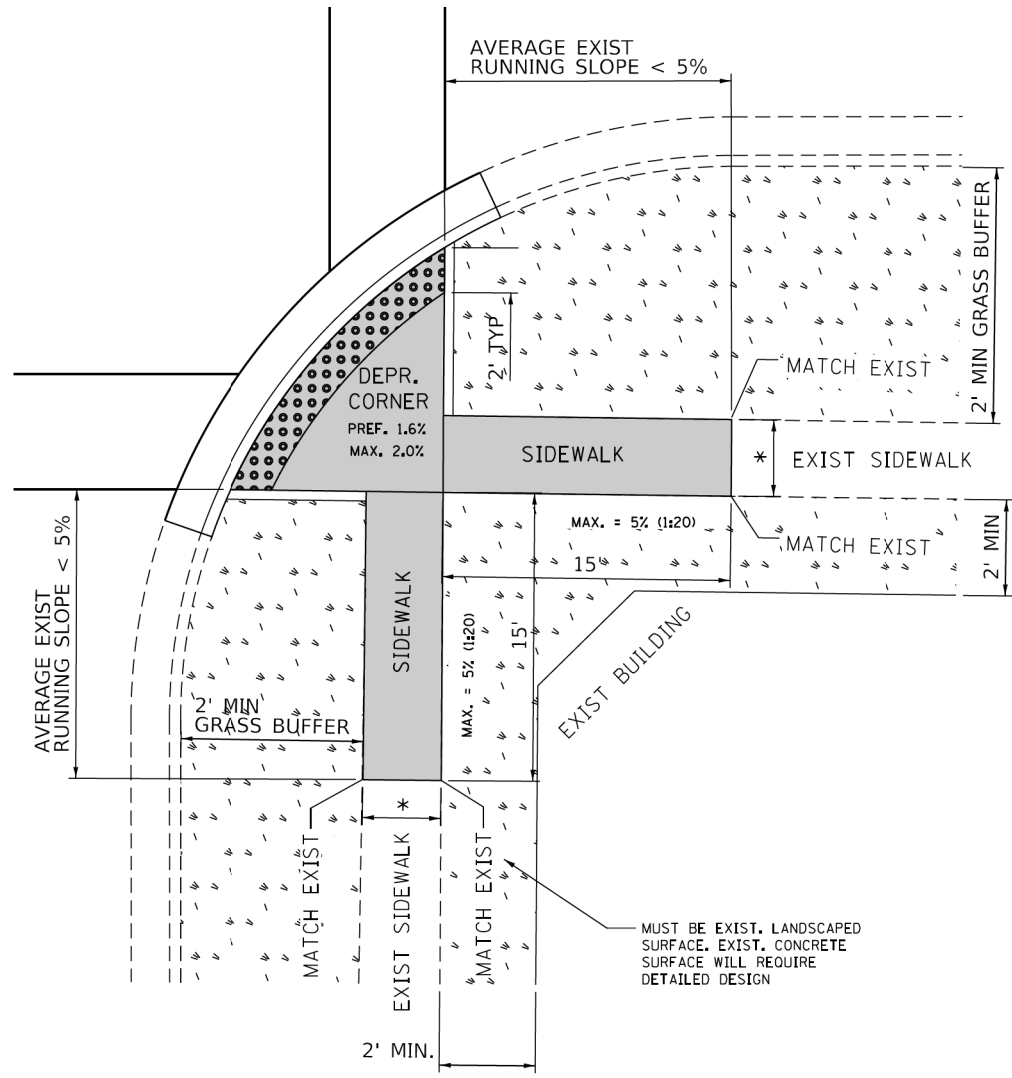 AVERAGE EXIST
RUNNING SLOPE < 5%
2' MIN GRASS BUFFER
2' TYP
DEPR.
CORNER
PREF. 1.6%
MAX. 2.0%
MATCH EXIST
SIDEWALK
*
EXIST SIDEWALK
MAX. = 5% (1:20)
MATCH EXIST
15'
2' MIN
AVERAGE EXIST
RUNNING SLOPE < 5%
SIDEWALK
MAX. = 5% (1:20)
15'
EXIST BUILDING
2' MIN
GRASS BUFFER
*
MATCH EXIST
EXIST SIDEWALK
MATCH EXIST
MUST BE EXIST. LANDSCAPED
SURFACE. EXIST. CONCRETE
SURFACE WILL REQUIRE
DETAILED DESIGN
2' MIN.